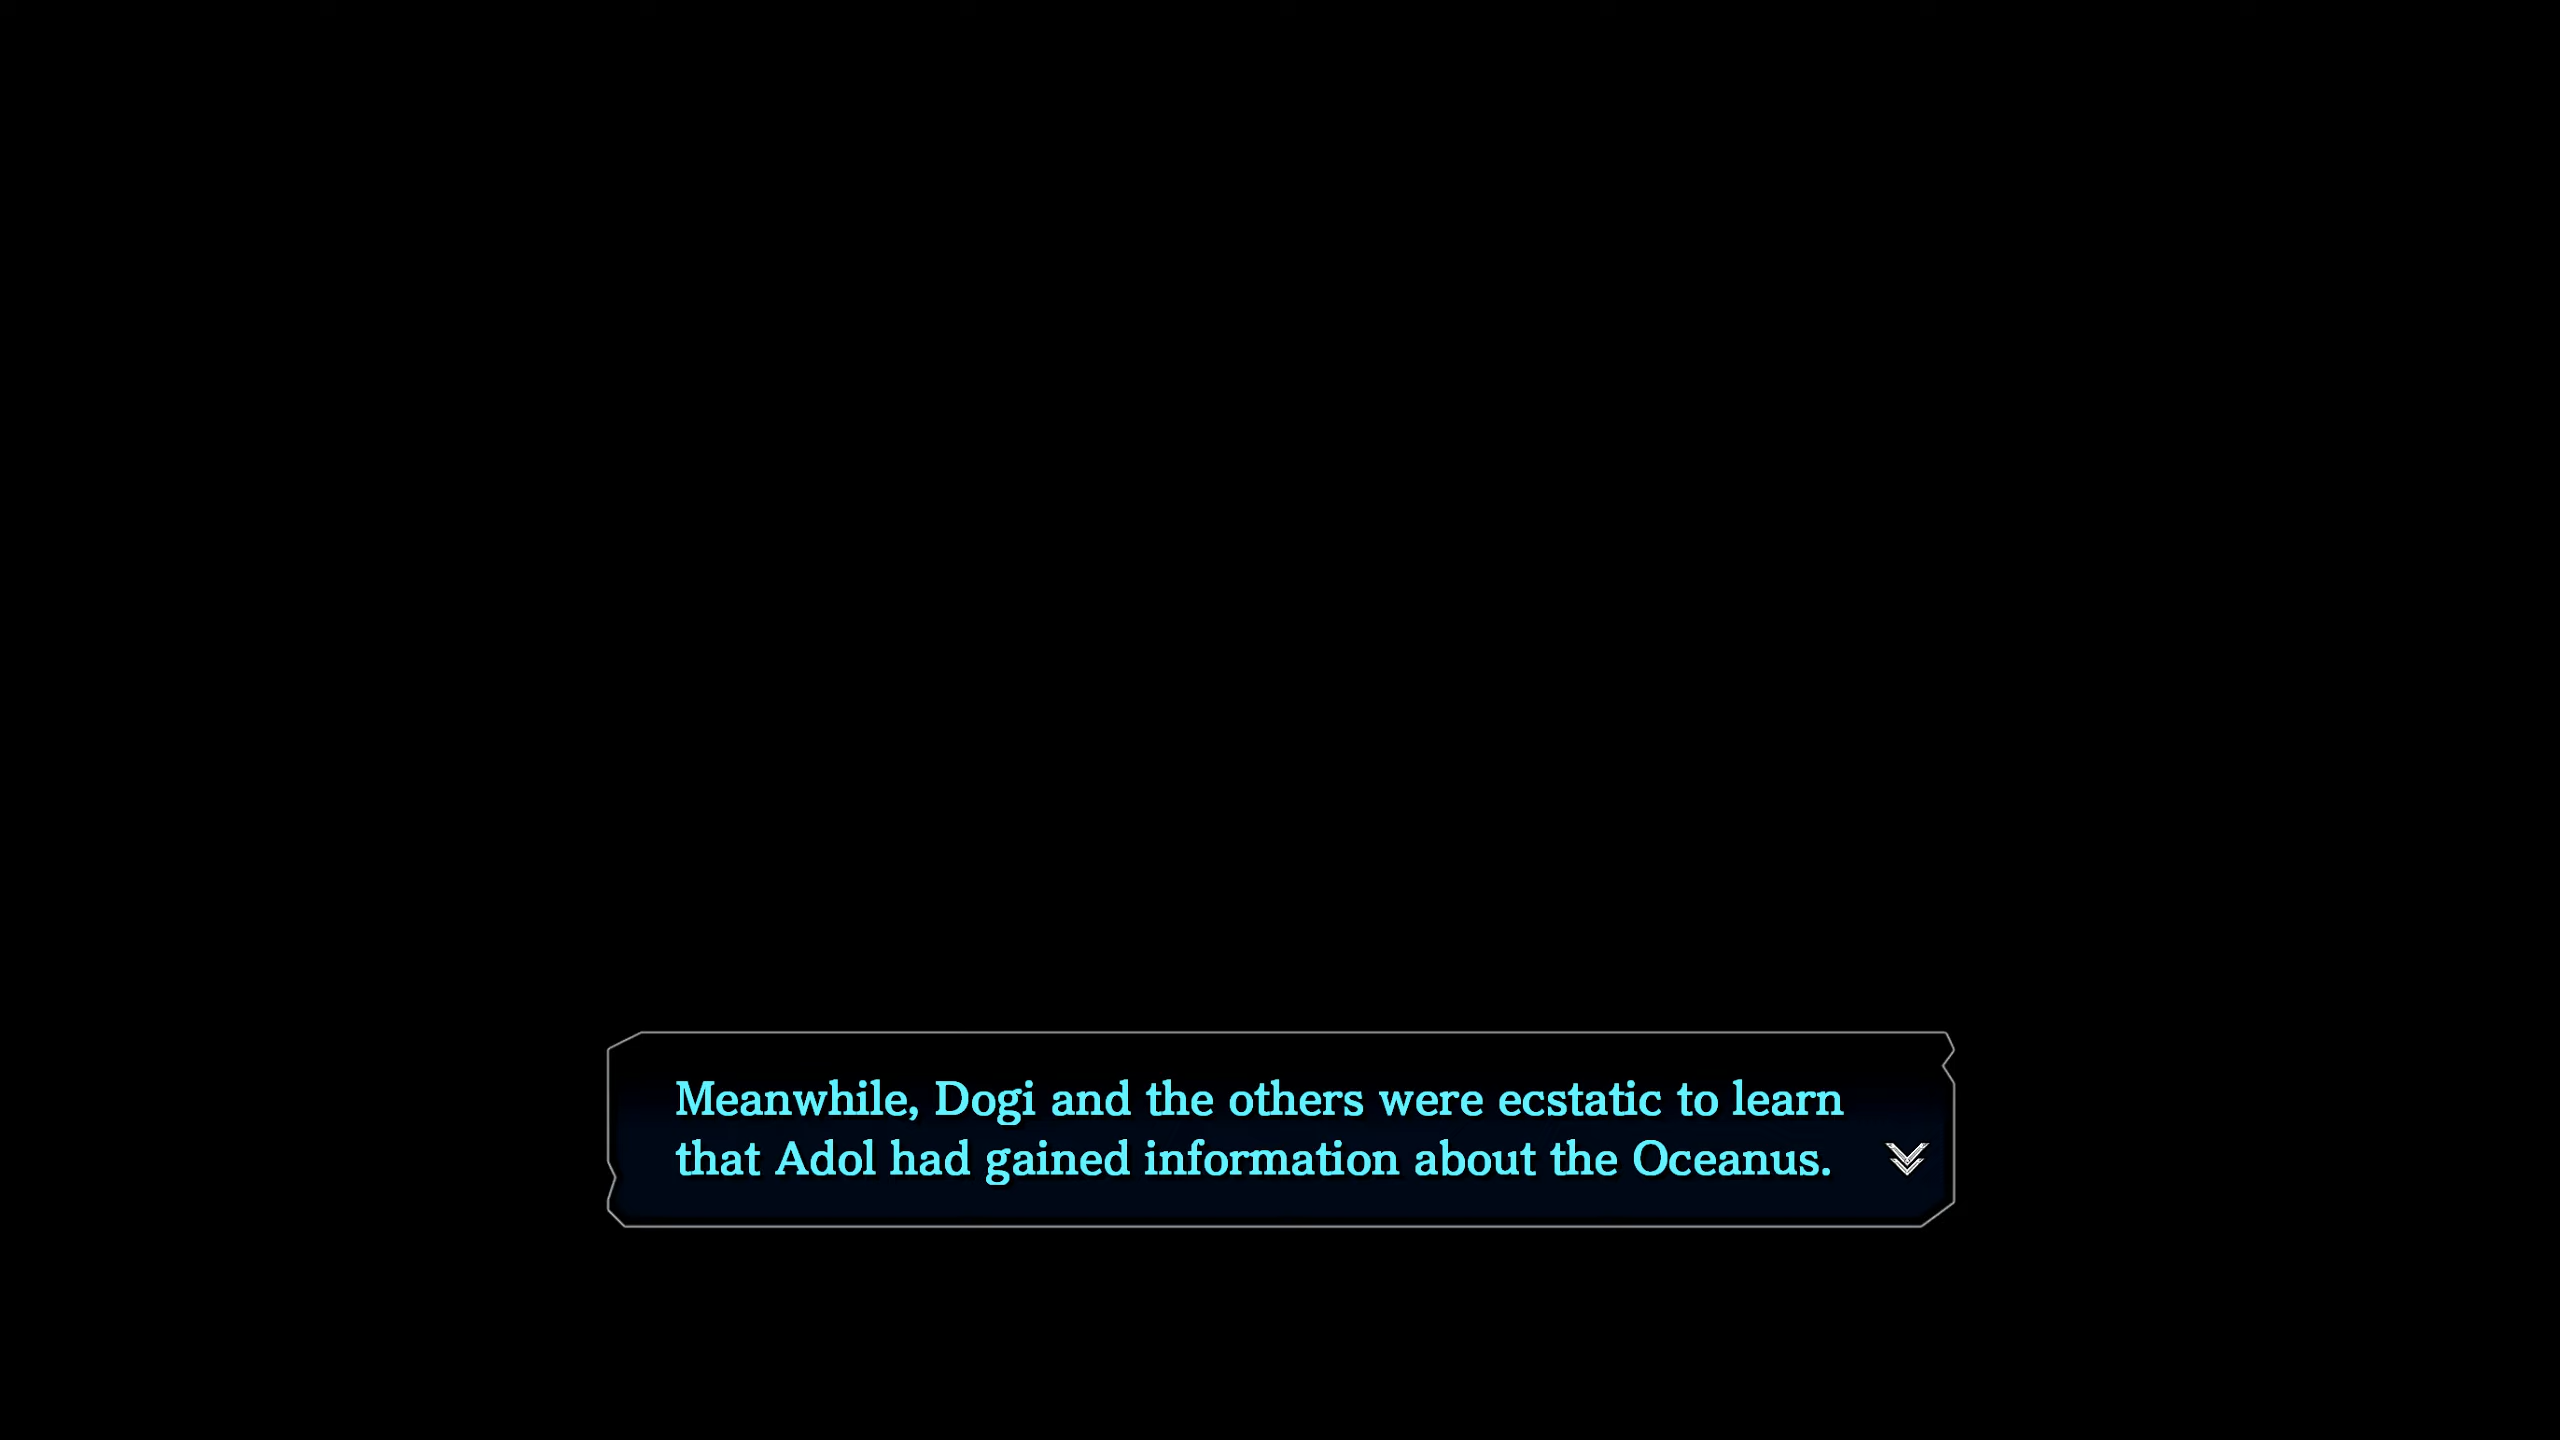 Meanwhile, Dogi and the others were ecstatic to learn
that Adol had gained information about the Oceanus.